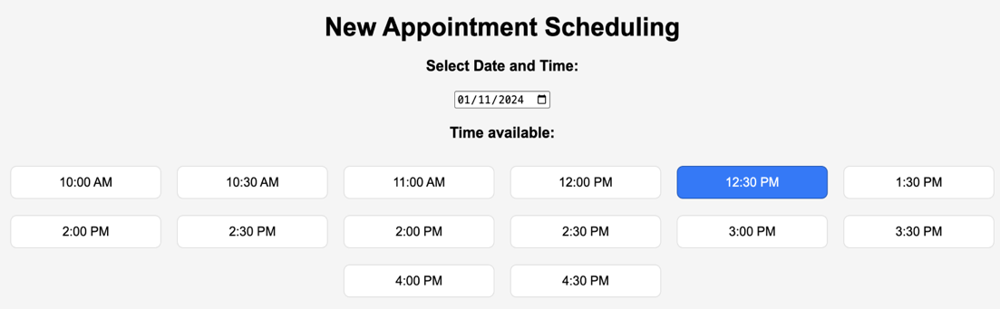 New Appointment Scheduling
Select Date and Time:
01/11/2024
Time available:
10:00 AM 10:30 AM 11:00 AM 12:00 PM 12:30 PM 1:30 PM
2:00 PM 2:30 PM 2:00 PM 2:30 PM 3:00 PM 3:30 PM
4:00 PM 4:30 PM